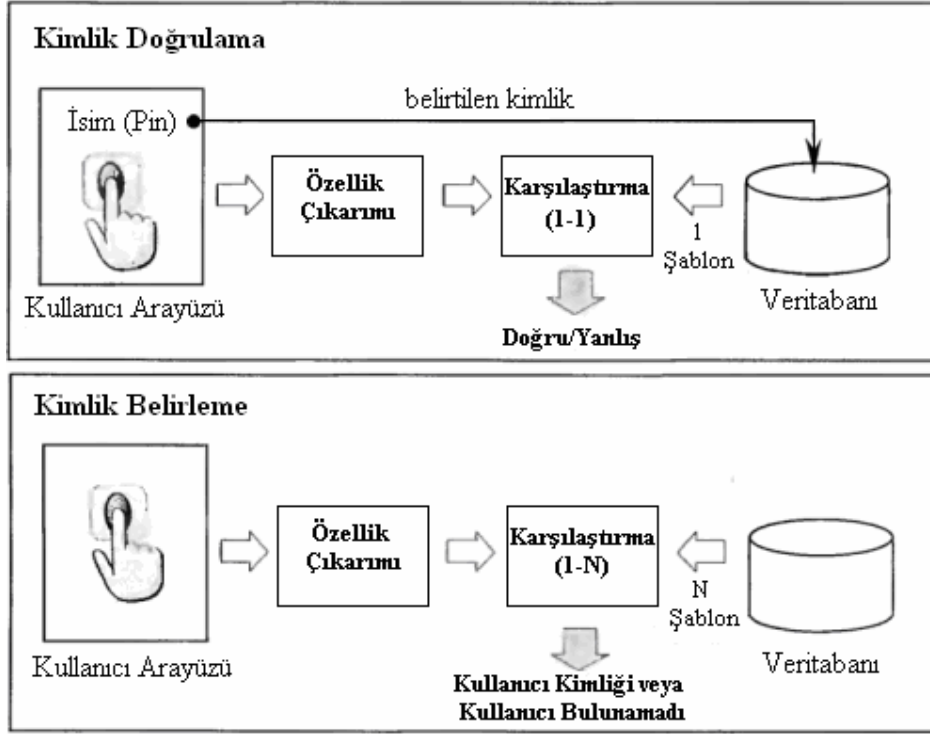 Kimlik Doğrulama
belirtilen kimlik
İsim (Pin)
Özellik
Çıkarımı
Karşılaştırma
(1-1)
1
Şablon
Kullanıcı Arayüzü
Veritabanı
Doğru/Yanlış
Kimlik Belirleme
Özellik
Çıkarımı
Karşılaştırma
(1-N)
N
Şablon
Kullanıcı Arayüzü
Veritabanı
Kullanıcı Kimliği veya
Kullanıcı Bulunamadı